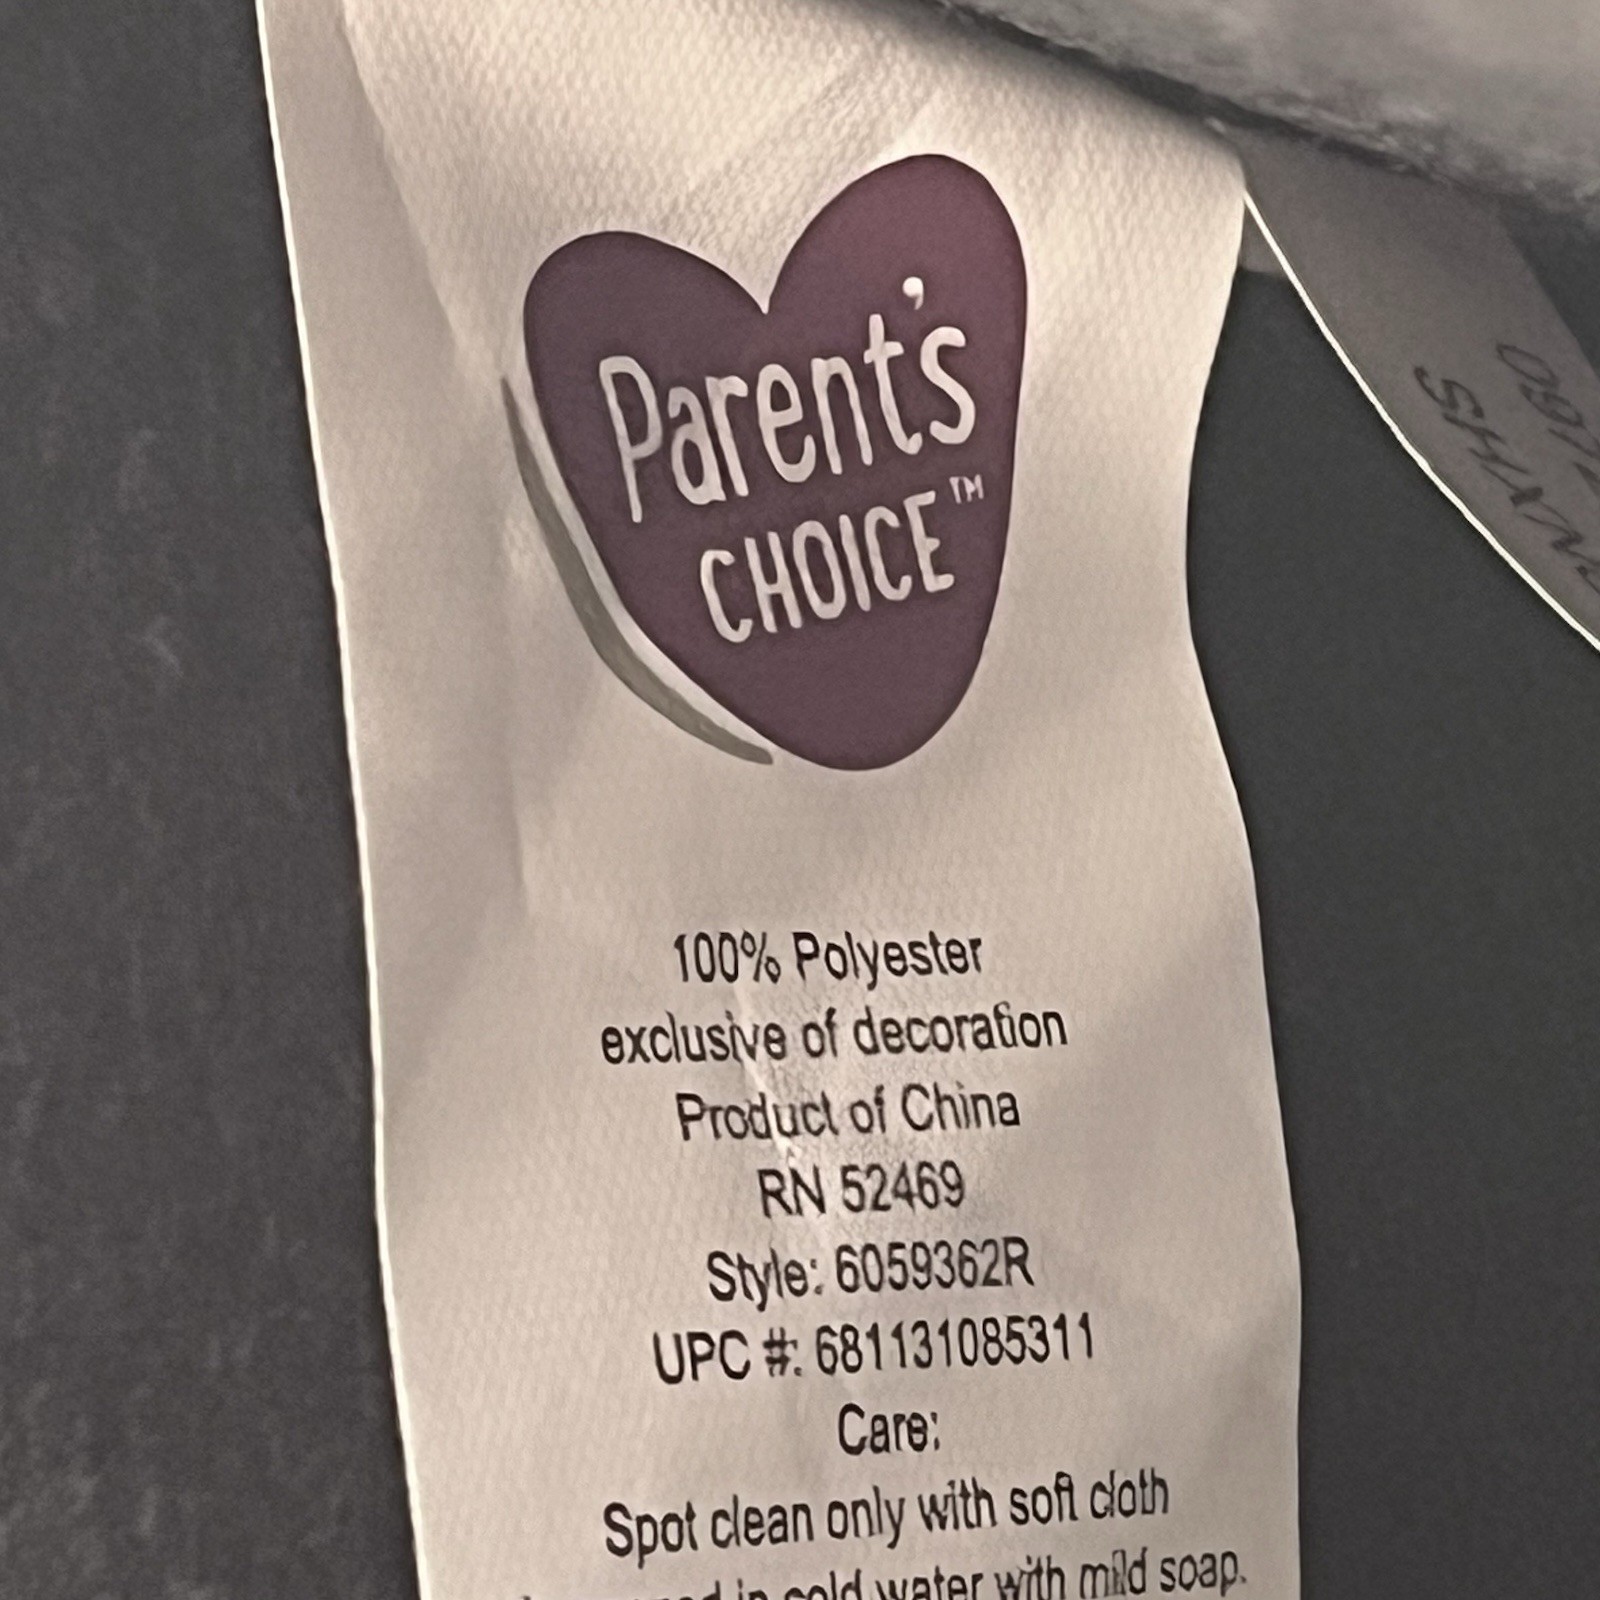 Parent's
CHOICE™
100% Polyester
exclusive of decoration
Product of China
RN 52469
Style: 6059362R
UPC #: 681131085311
Care:
Spot clean only with soft cloth
in cold water with mild soap.